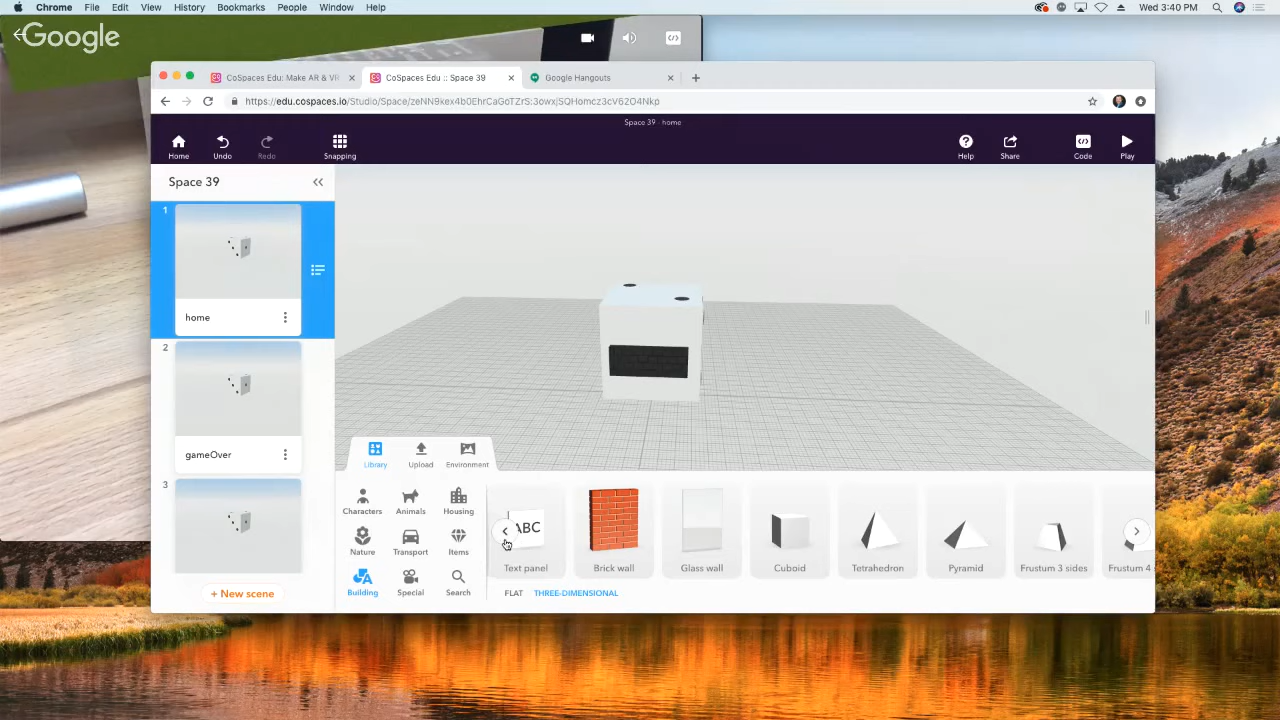 Chrome File Edit View History Bookmarks People Window Help Wed 3:40 PM
Google
CoSpaces Edu: Make AR & VR CoSpaces Edu :: Space 39 Google Hangouts
https://edu.cospaces.io/Studio/Space/zeNN9kex4b0EhrCaGoTZrS:3owxjSQHomcz3cV62O4Nkp
Space 39 - home
Home Undo Redo Snapping Help Share Code Play
Space 39
1
home
2
gameOver
3
+ New scene
Library Upload Environment
Characters Animals Housing
Nature Transport Items
Building Special Search
ABC
Text panel Brick wall Glass wall Cuboid Tetrahedron Pyramid Frustum 3 sides Frustum 4
FLAT THREE-DIMENSIONAL